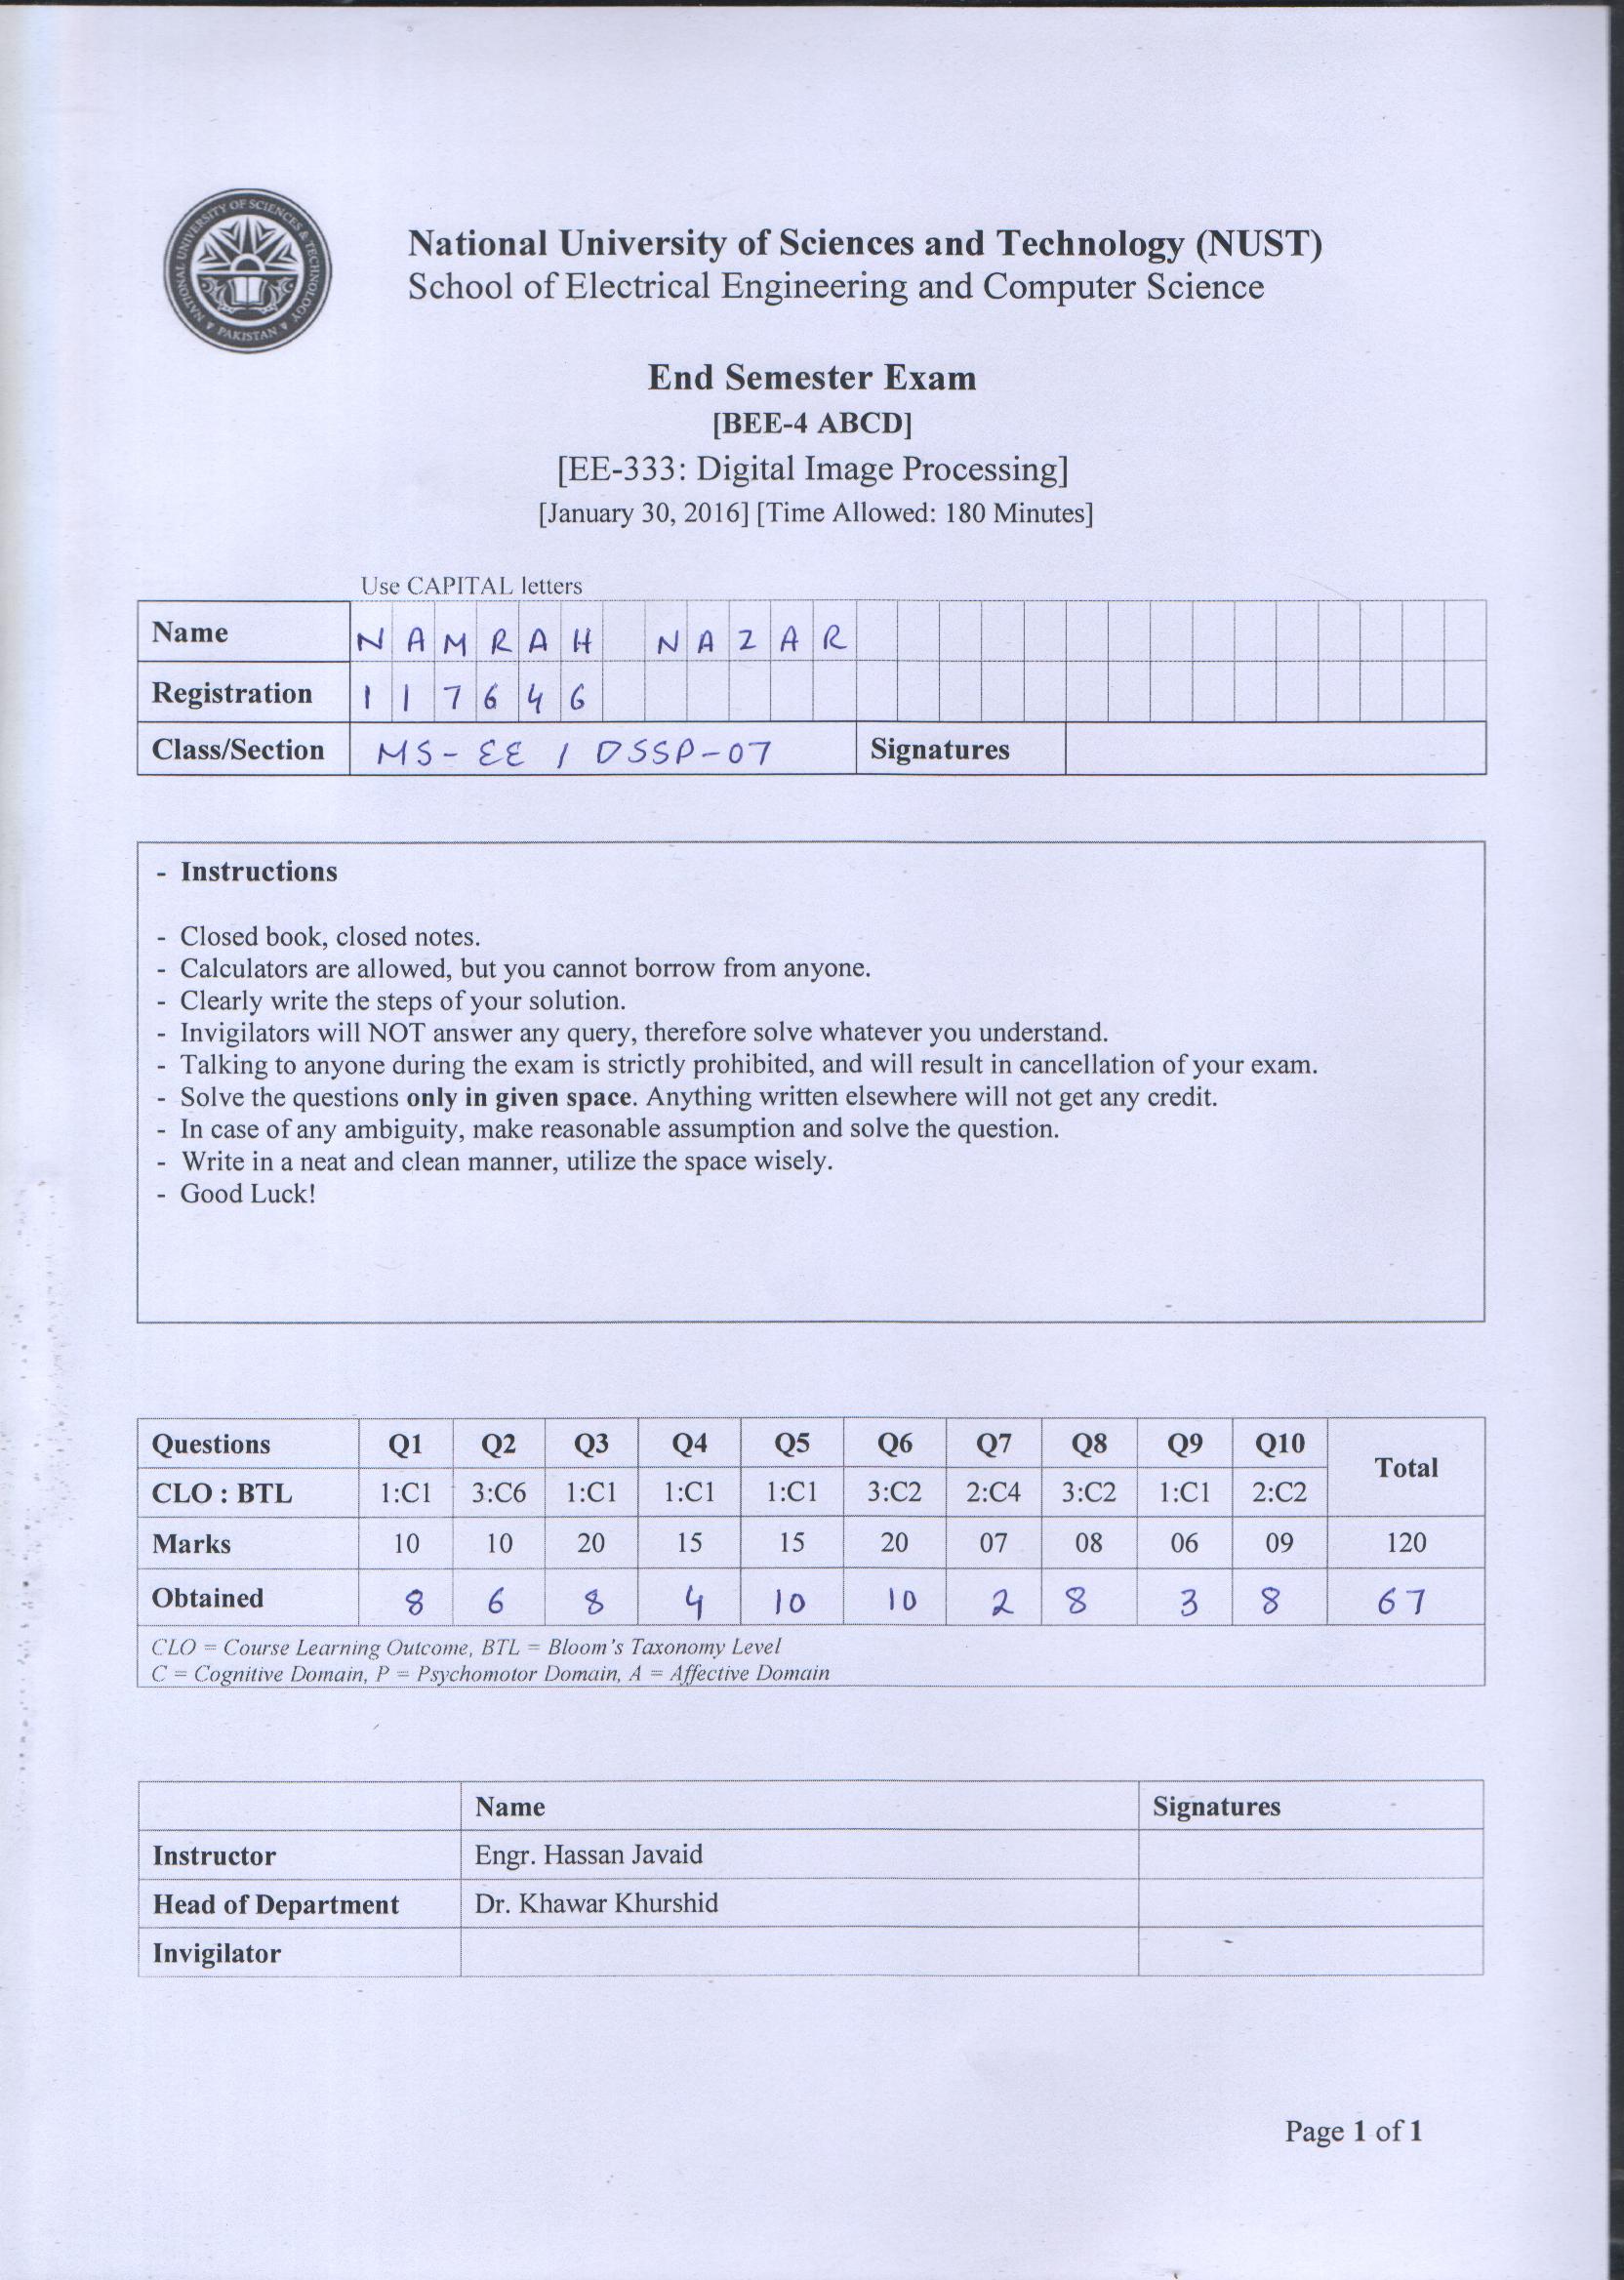 NATIONAL UNIVERSITY OF SCIENCES & TECHNOLOGY
PAKISTAN
National University of Sciences and Technology (NUST)
School of Electrical Engineering and Computer Science
End Semester Exam
[BEE-4 ABCD]
[EE-333: Digital Image Processing]
[January 30, 2016] [Time Allowed: 180 Minutes]
Use CAPITAL letters
Name NAMRAH NAZAR
Registration 117646
Class/Section MS-EE / DSSP-07 Signatures
- Instructions
- Closed book, closed notes.
- Calculators are allowed, but you cannot borrow from anyone.
- Clearly write the steps of your solution.
- Invigilators will NOT answer any query, therefore solve whatever you understand.
- Talking to anyone during the exam is strictly prohibited, and will result in cancellation of your exam.
- Solve the questions only in given space. Anything written elsewhere will not get any credit.
- In case of any ambiguity, make reasonable assumption and solve the question.
- Write in a neat and clean manner, utilize the space wisely.
- Good Luck!
Questions Q1 Q2 Q3 Q4 Q5 Q6 Q7 Q8 Q9 Q10 Total
CLO : BTL 1:C1 3:C6 1:C1 1:C1 1:C1 3:C2 2:C4 3:C2 1:C1 2:C2
Marks 10 10 20 15 15 20 07 08 06 09 120
Obtained 8 6 8 4 10 10 2 8 3 8 67
CLO = Course Learning Outcome, BTL = Bloom's Taxonomy Level
C = Cognitive Domain, P = Psychomotor Domain, A = Affective Domain
Name Signatures
Instructor Engr. Hassan Javaid
Head of Department Dr. Khawar Khurshid
Invigilator
Page 1 of 1